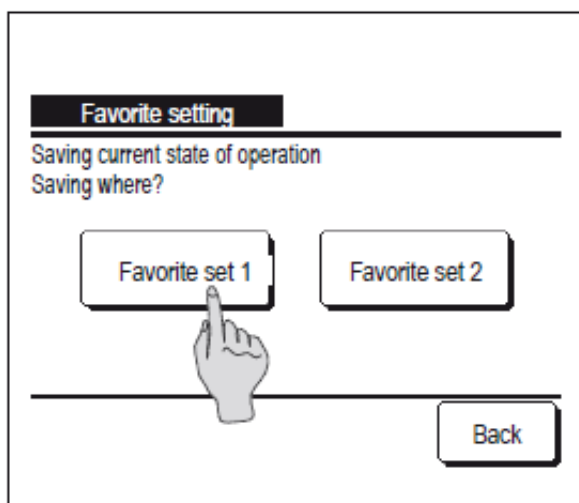 Favorite setting
Saving current state of operation
Saving where?
Favorite set 1
Favorite set 2
Back